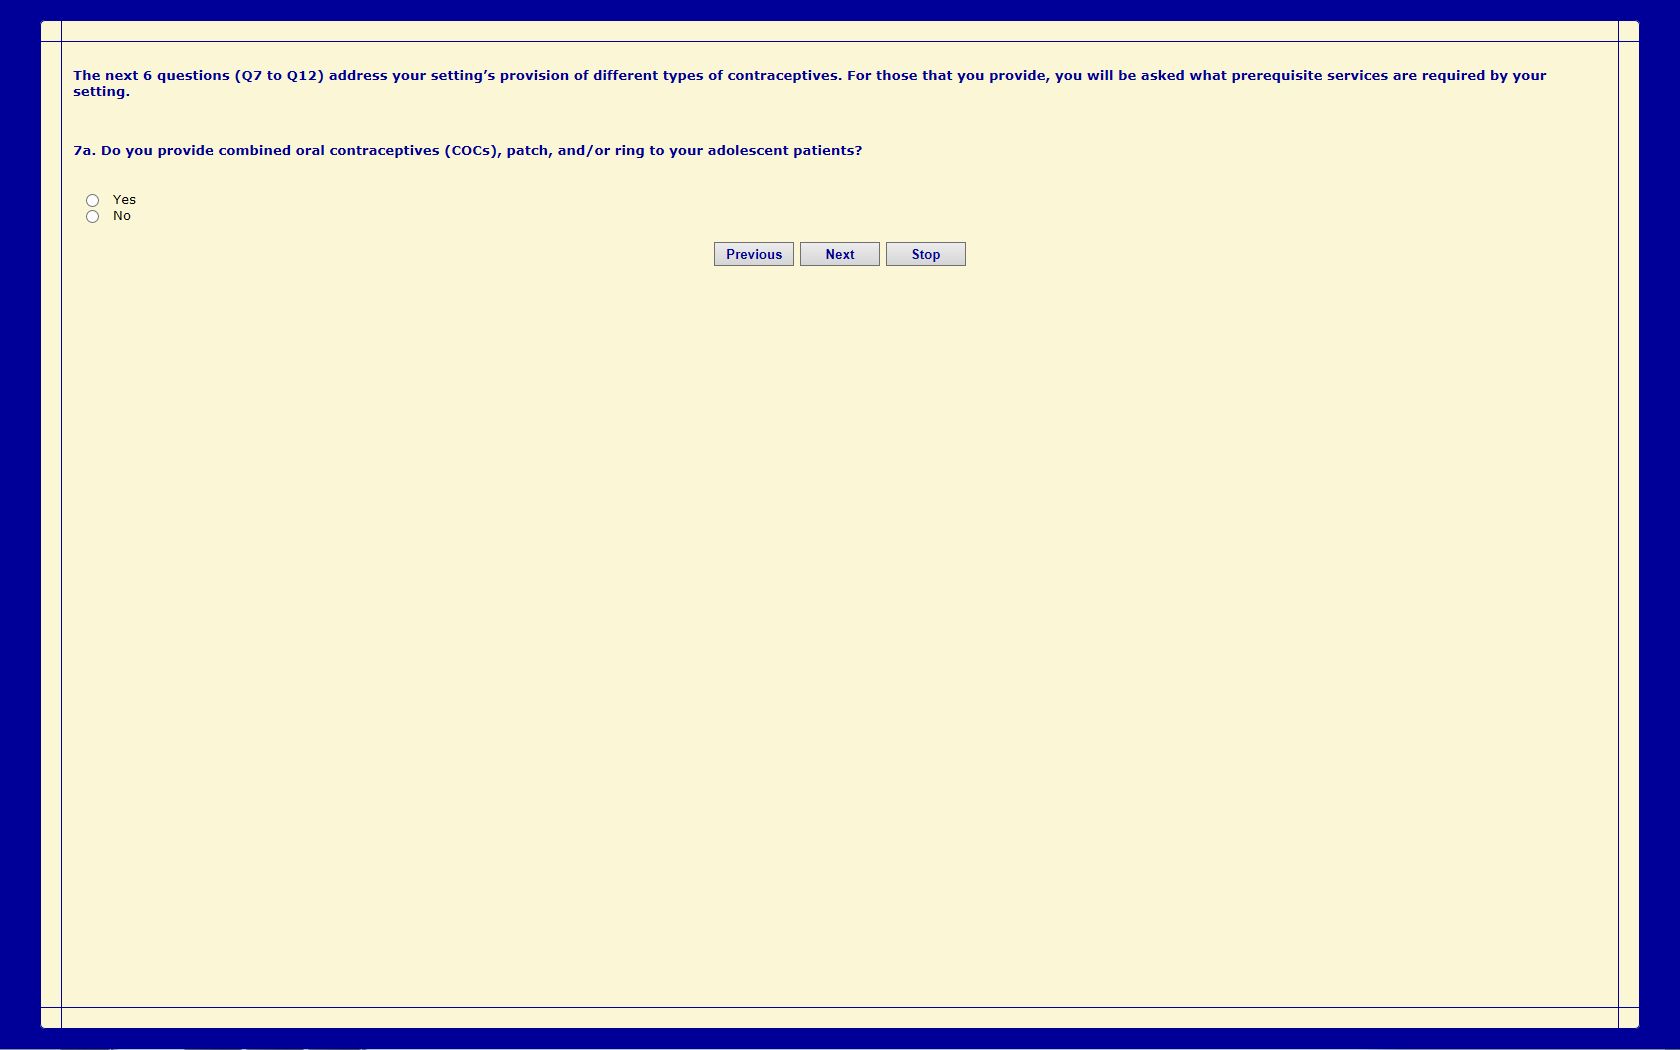 The next 6 questions (Q7 to Q12) address your setting’s provision of different types of contraceptives. For those that you provide, you will be asked what prerequisite services are required by your
setting.
7a. Do you provide combined oral contraceptives (COCs), patch, and/or ring to your adolescent patients?
Yes
No
Previous Next Stop